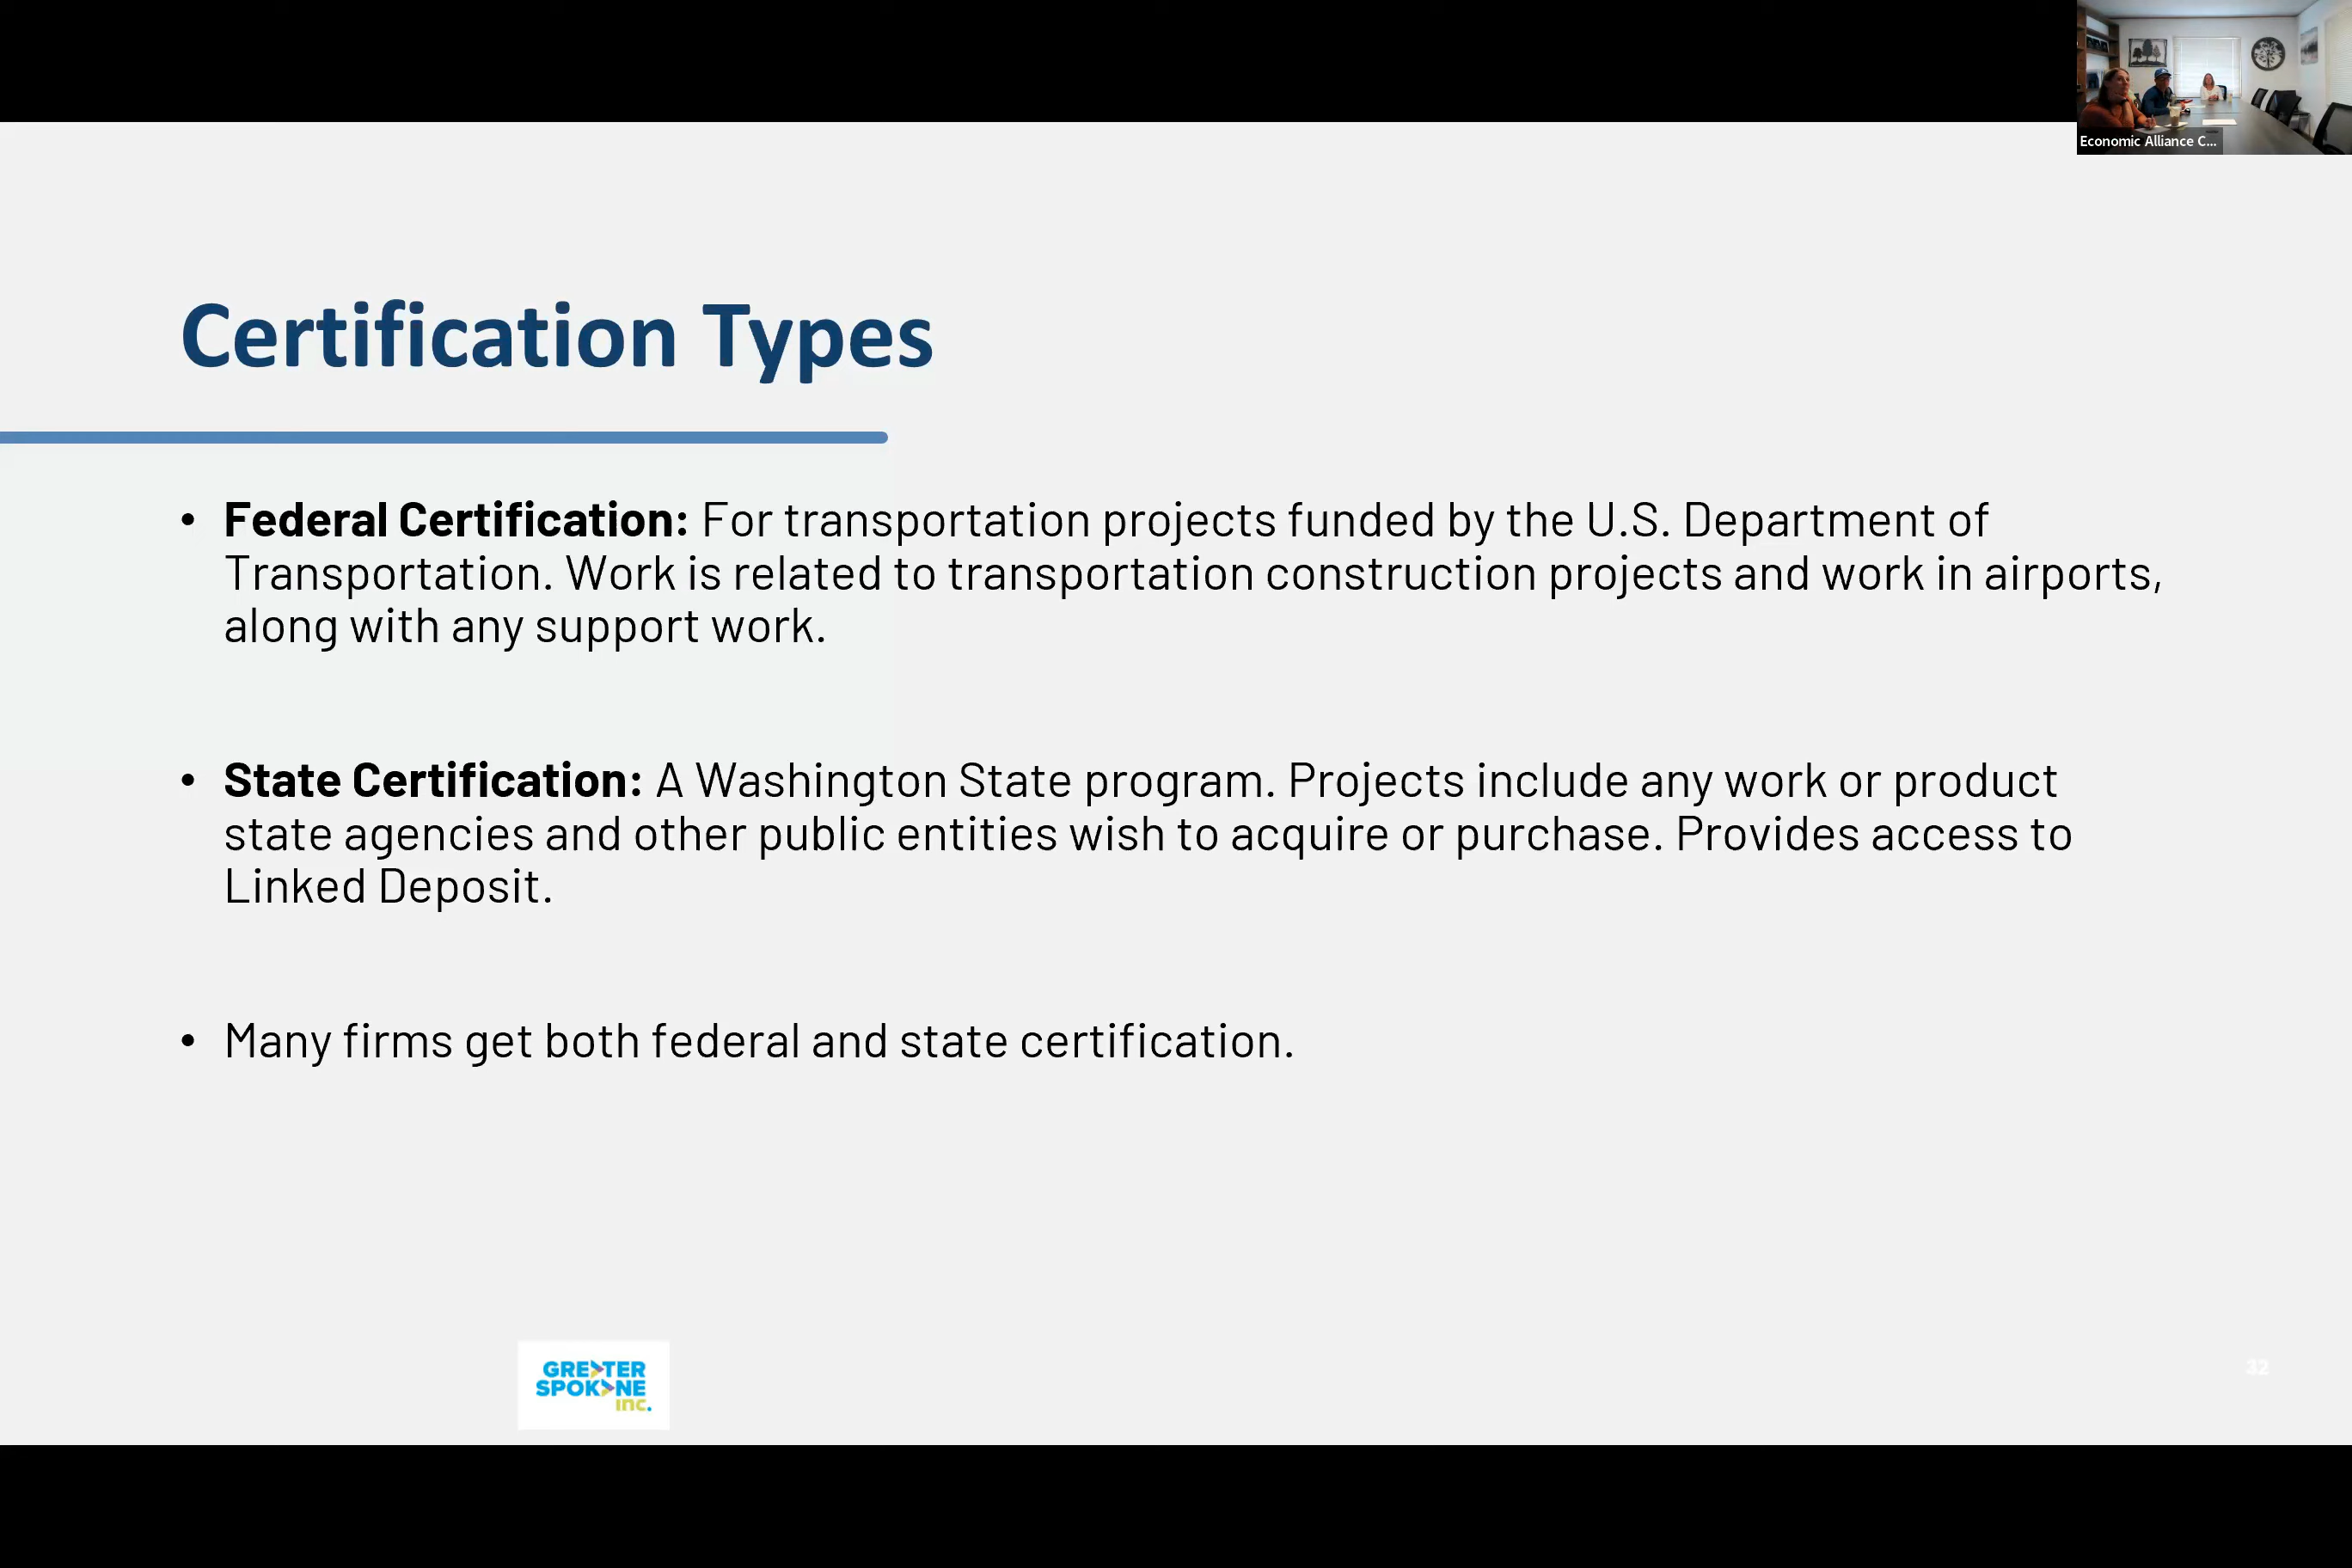 Economic Alliance C...
Certification Types
• Federal Certification: For transportation projects funded by the U.S. Department of
Transportation. Work is related to transportation construction projects and work in airports,
along with any support work.
• State Certification: A Washington State program. Projects include any work or product
state agencies and other public entities wish to acquire or purchase. Provides access to
Linked Deposit.
• Many firms get both federal and state certification.
GREATER
SPOKANE
inc.
32